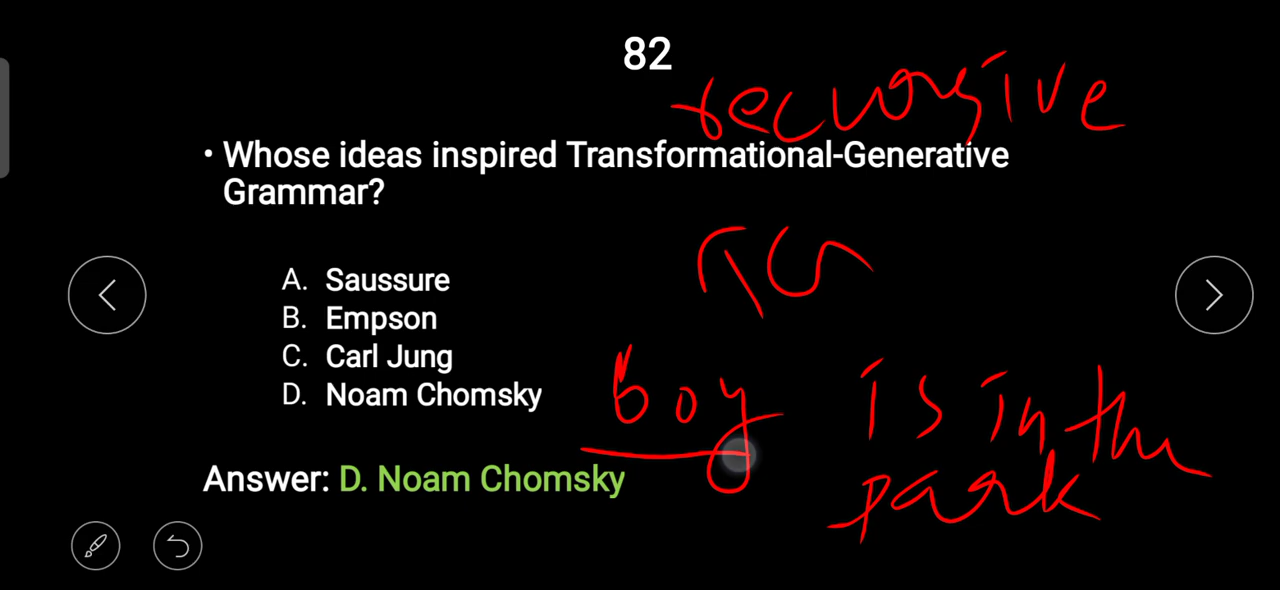 82
recursive
• Whose ideas inspired Transformational-Generative
Grammar?
A. Saussure
B. Empson
C. Carl Jung
D. Noam Chomsky
boy is in the
park
Answer: D. Noam Chomsky